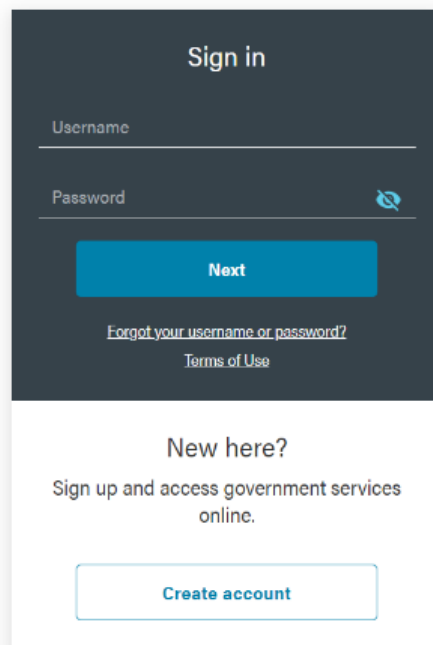 Sign in
Username
Password
Next
Forgot your username or password?
Terms of Use
New here?
Sign up and access government services
online.
Create account